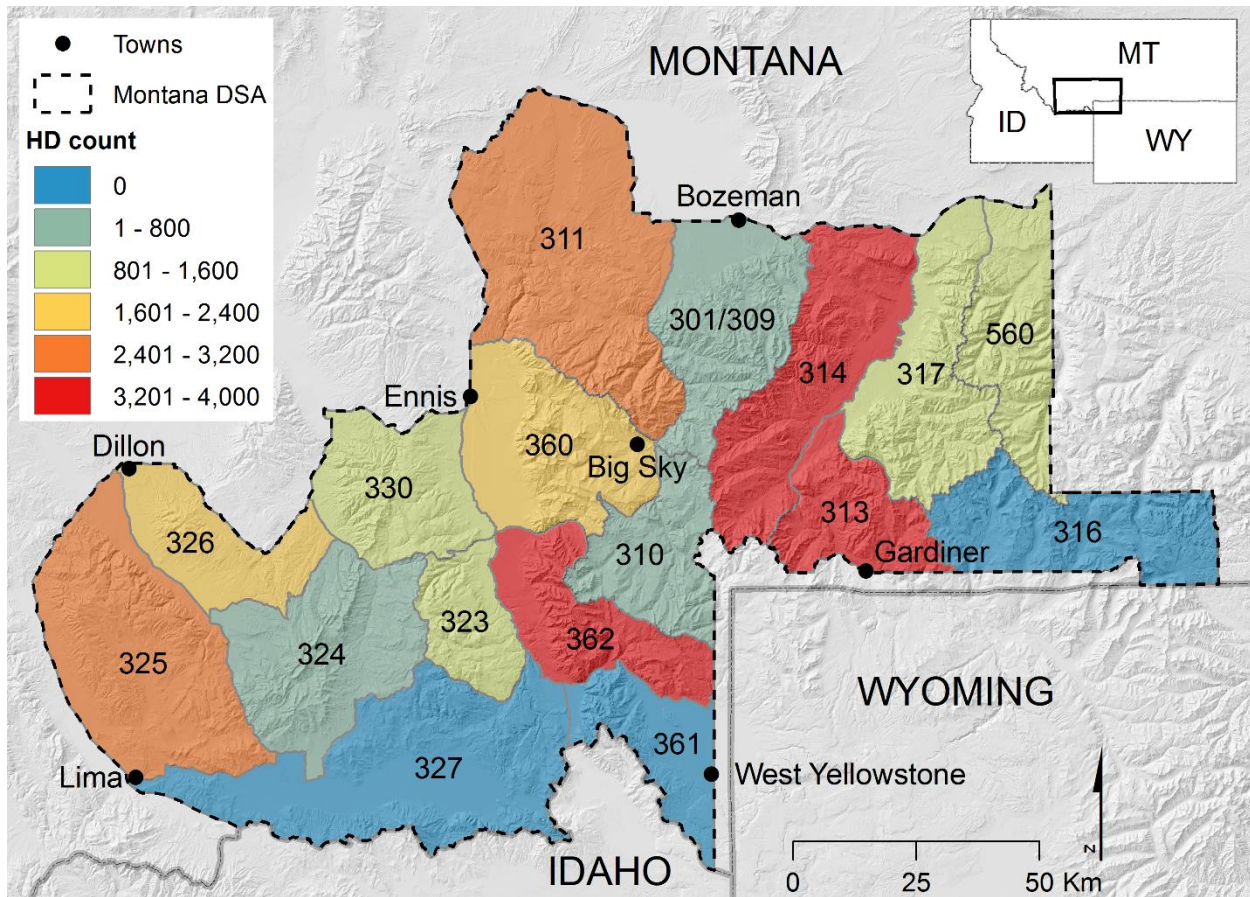 Towns
Montana DSA
HD count
0
1 - 800
801 - 1,600
1,601 - 2,400
2,401 - 3,200
3,201 - 4,000
MONTANA
MT
ID
WY
Bozeman
311
301/309
314
317
560
Ennis
360
Big Sky
Dillon
330
326
310
313
316
Gardiner
323
362
324
325
WYOMING
327
361
Lima
West Yellowstone
IDAHO
N
0 25 50 Km